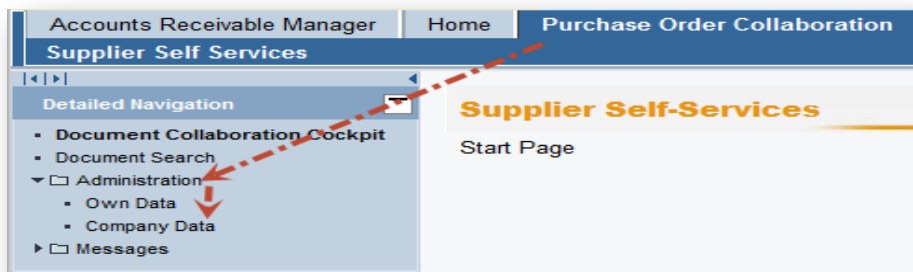 Accounts Receivable Manager Home Purchase Order Collaboration
Supplier Self Services
Detailed Navigation
Supplier Self-Services
Document Collaboration Cockpit
Start Page
Document Search
Administration
Own Data
Company Data
Messages